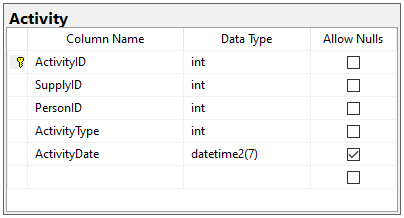 Activity
Column Name Data Type Allow Nulls
ActivityID int
SupplyID int
PersonID int
ActivityType int
ActivityDate datetime2(7)